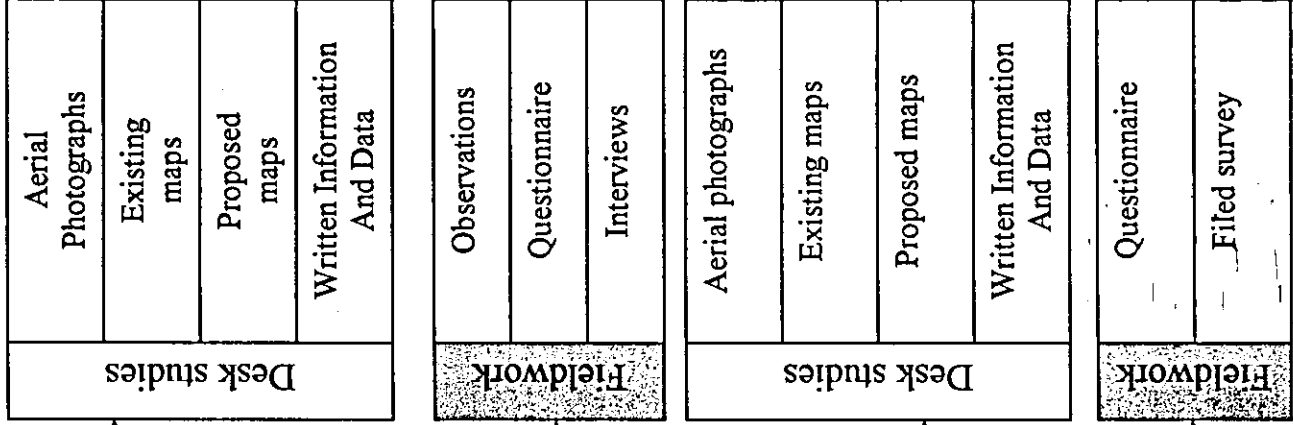 Desk studies
Aerial
Photographs
Existing
maps
Proposed
maps
Written Information
And Data
Fieldwork
Observations
Questionnaire
Interviews
Desk studies
Aerial photographs
Existing maps
Proposed maps
Written Information
And Data
Fieldwork
Questionnaire
Filed survey